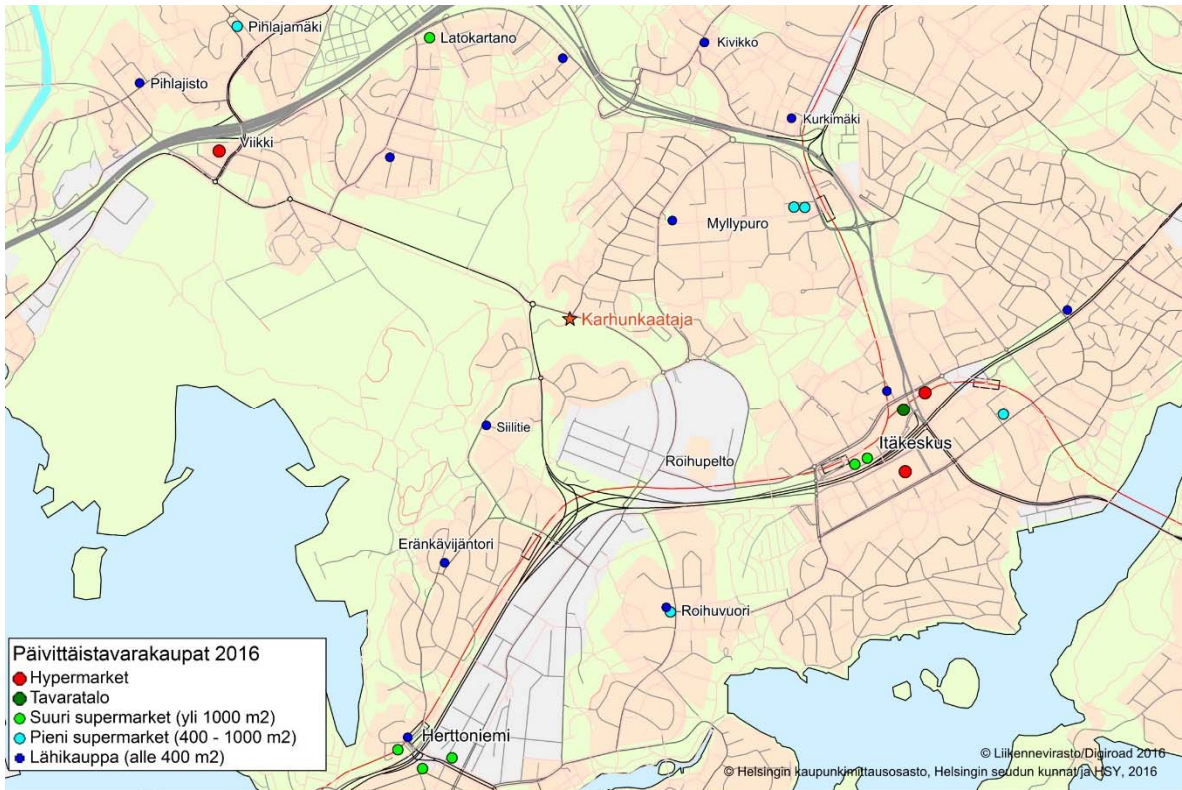 Pihlajamäki
Latokartano
Kivikko
Pihlajisto
Kurkimäki
Viikki
Myllypuro
Karhunkaataja
Siilitie
Itäkeskus
Roihupelto
Eränkävijäntori
Roihuvuori
Herttoniemi
Päivittäistavarakaupat 2016
Hypermarket
Tavaratalo
Suuri supermarket (yli 1000 m2)
Pieni supermarket (400 - 1000 m2)
Lähikauppa (alle 400 m2)
© Liikennevirasto/Digiroad 2016
© Helsingin kaupunkimittausosasto, Helsingin seudun kunnat ja HSY, 2016